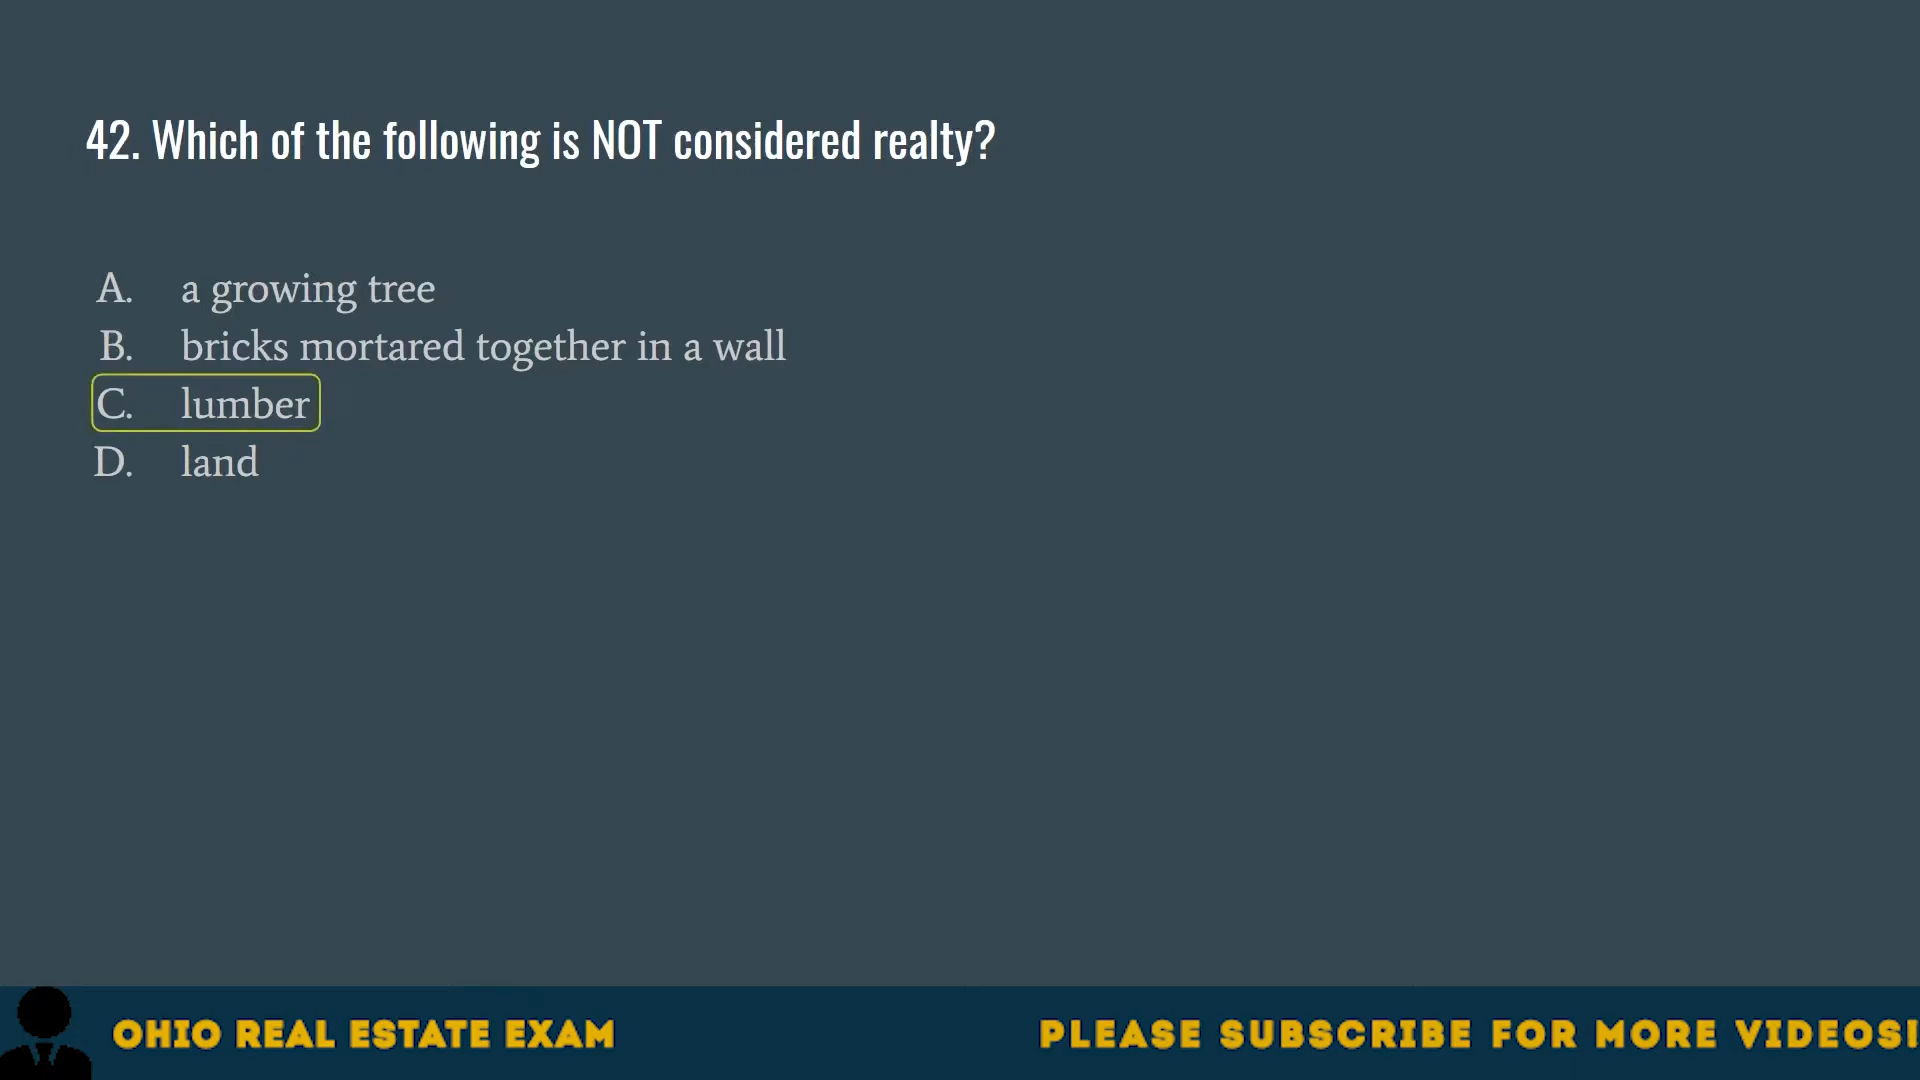 42. Which of the following is NOT considered realty?
A. a growing tree
B. bricks mortared together in a wall
C. lumber
D. land
OHIO REAL ESTATE EXAM
PLEASE SUBSCRIBE FOR MORE VIDEOS!